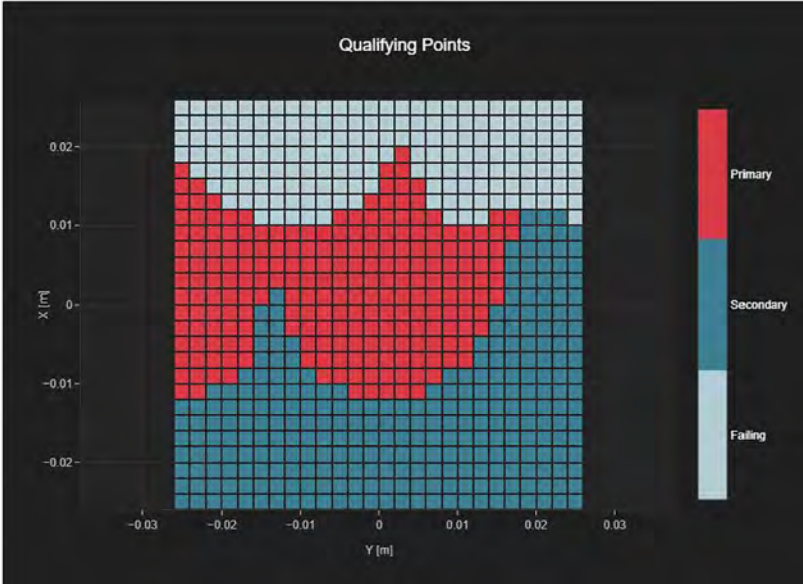 Qualifying Points
0.02
0.01
0
−0.01
−0.02
X [m]
−0.03
−0.02
−0.01
0
0.01
0.02
0.03
Y [m]
Primary
Secondary
Failing